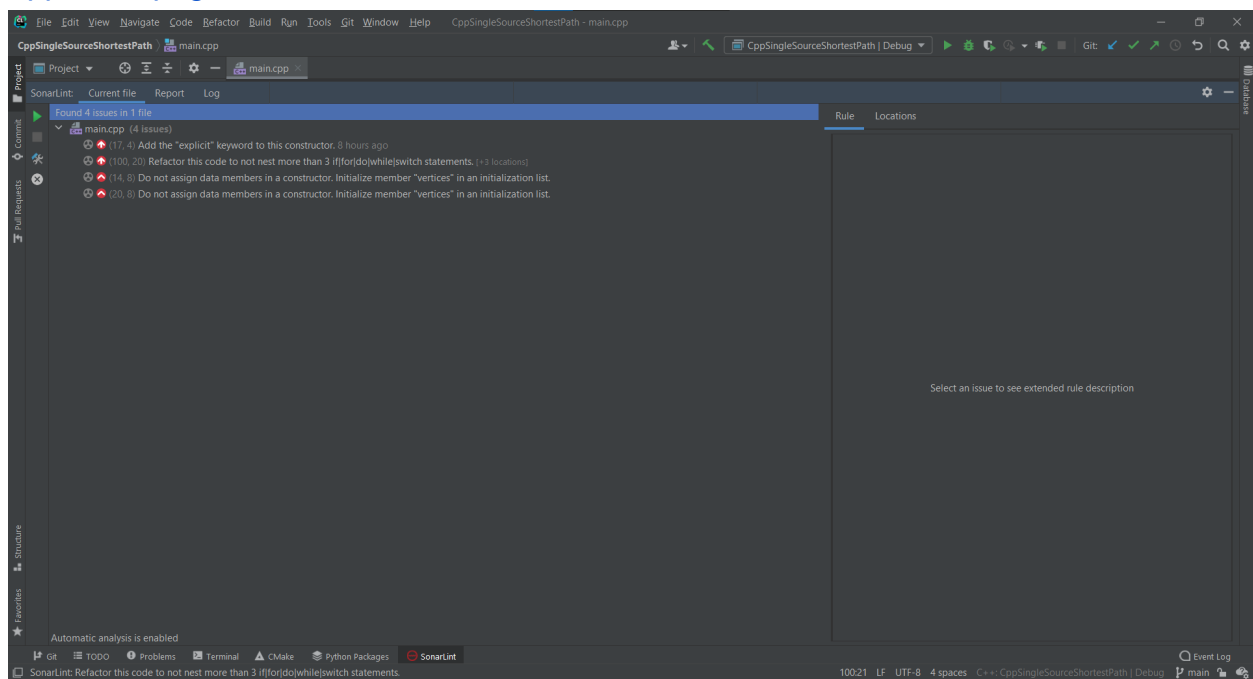 File Edit View Navigate Code Refactor Build Run Tools Git Window Help CppSingleSourceShortestPath - main.cpp
CppSingleSourceShortestPath main.cpp CppSingleSourceShortestPath | Debug Git:
Project main.cpp
SonarLint: Current file Report Log
Found 4 issues in 1 file
main.cpp (4 issues)
(17, 4) Add the "explicit" keyword to this constructor. 8 hours ago
(100, 20) Refactor this code to not nest more than 3 if|for|do|while|switch statements. [+3 locations]
(14, 8) Do not assign data members in a constructor. Initialize member "vertices" in an initialization list.
(20, 8) Do not assign data members in a constructor. Initialize member "vertices" in an initialization list.
Rule Locations
Select an issue to see extended rule description
Project
Commit
Pull Requests
Structure
Favorites
Database
Automatic analysis is enabled
Git TODO Problems Terminal CMake Python Packages SonarLint Event Log
SonarLint: Refactor this code to not nest more than 3 if|for|do|while|switch statements. 100:21 LF UTF-8 4 spaces C++: CppSingleSourceShortestPath | Debug main